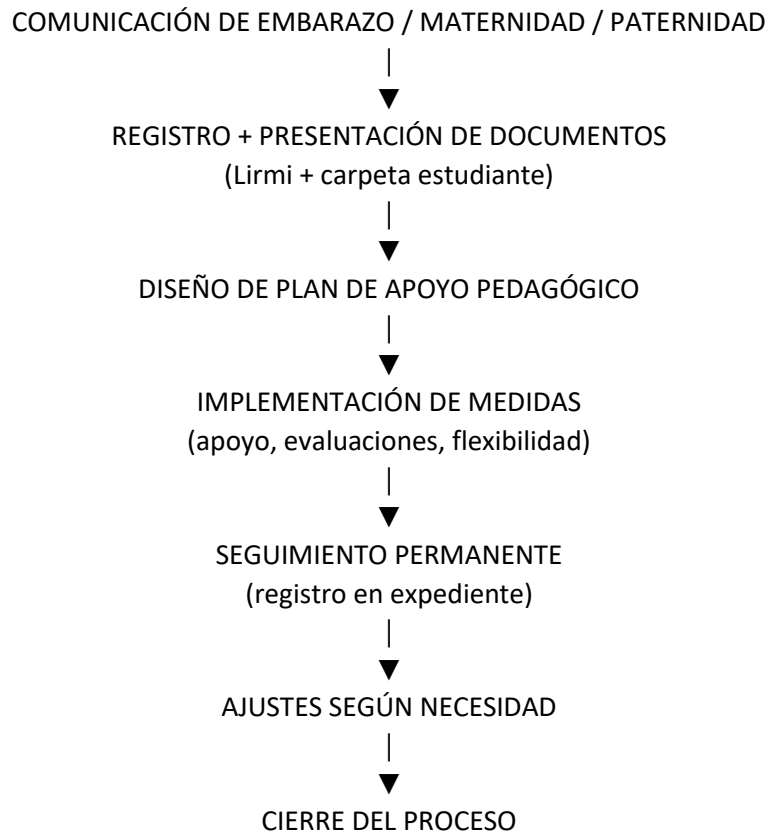 COMUNICACIÓN DE EMBARAZO / MATERNIDAD / PATERNIDAD
|
▼
REGISTRO + PRESENTACIÓN DE DOCUMENTOS
(Lirmi + carpeta estudiante)
|
▼
DISEÑO DE PLAN DE APOYO PEDAGÓGICO
|
▼
IMPLEMENTACIÓN DE MEDIDAS
(apoyo, evaluaciones, flexibilidad)
|
▼
SEGUIMIENTO PERMANENTE
(registro en expediente)
|
▼
AJUSTES SEGÚN NECESIDAD
|
▼
CIERRE DEL PROCESO